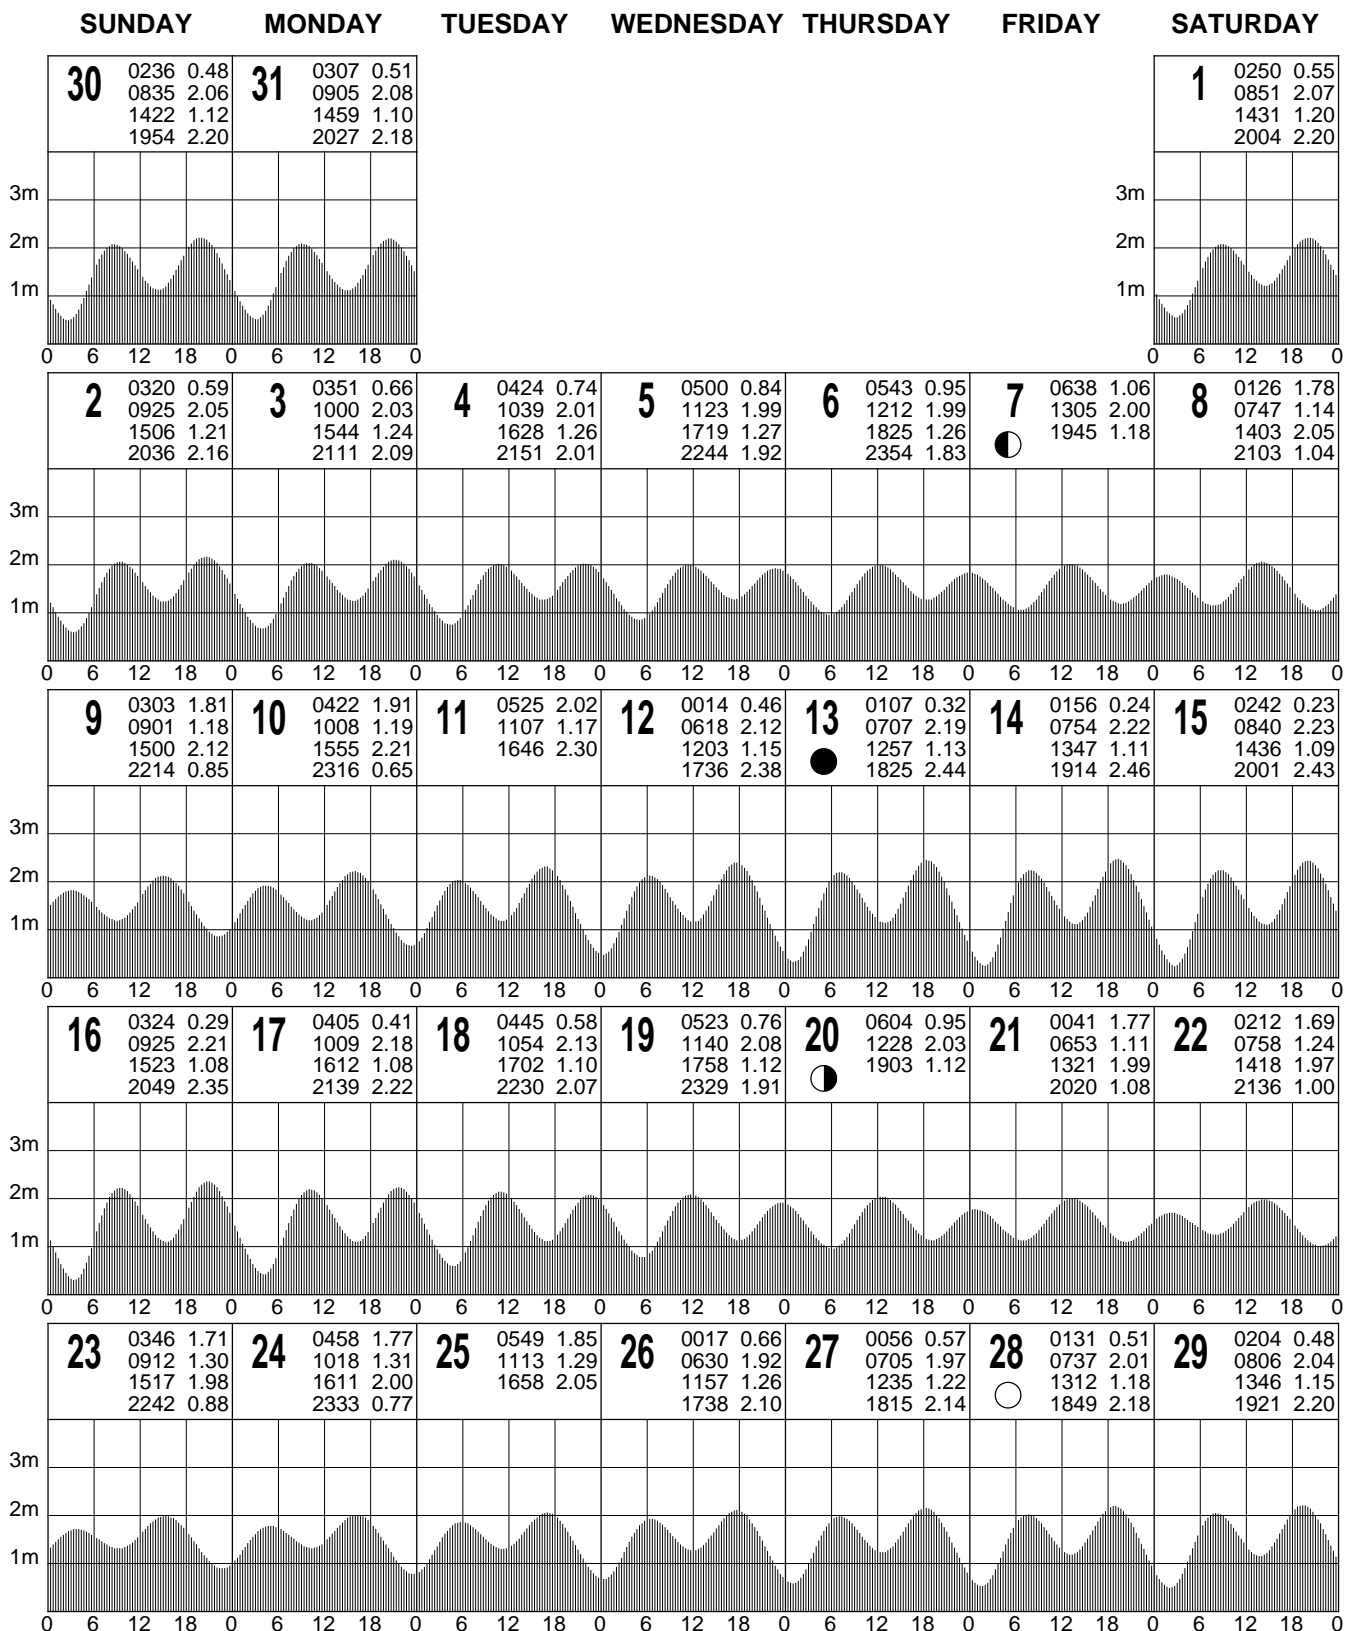 SUNDAY MONDAY TUESDAY WEDNESDAY THURSDAY FRIDAY SATURDAY
30 0236 0.48 31 0307 0.51 1 0250 0.55
0835 2.06 0905 2.08 0851 2.07
1422 1.12 1459 1.10 1431 1.20
1954 2.20 2027 2.18 2004 2.20
3m 3m
2m 2m
1m 1m
0 6 12 18 0 6 12 18 0 0 6 12 18 0
2 0320 0.59 3 0351 0.66 4 0424 0.74 5 0500 0.84 6 0543 0.95 7 0638 1.06 8 0126 1.78
0925 2.05 1000 2.03 1039 2.01 1123 1.99 1212 1.99 1305 2.00 0747 1.14
1506 1.21 1544 1.24 1628 1.26 1719 1.27 1825 1.26 1945 1.18 1403 2.05
2036 2.16 2111 2.09 2151 2.01 2244 1.92 2354 1.83 2103 1.04
3m
2m
1m
0 6 12 18 0 6 12 18 0 6 12 18 0 6 12 18 0 6 12 18 0 6 12 18 0 6 12 18 0
9 0303 1.81 10 0422 1.91 11 0525 2.02 12 0014 0.46 13 0107 0.32 14 0156 0.24 15 0242 0.23
0901 1.18 1008 1.19 1107 1.17 0618 2.12 0707 2.19 0754 2.22 0840 2.23
1500 2.12 1555 2.21 1646 2.30 1203 1.15 1257 1.13 1347 1.11 1436 1.09
2214 0.85 2316 0.65 1736 2.38 1825 2.44 1914 2.46 2001 2.43
3m
2m
1m
0 6 12 18 0 6 12 18 0 6 12 18 0 6 12 18 0 6 12 18 0 6 12 18 0 6 12 18 0
16 0324 0.29 17 0405 0.41 18 0445 0.58 19 0523 0.76 20 0604 0.95 21 0041 1.77 22 0212 1.69
0925 2.21 1009 2.18 1054 2.13 1140 2.08 1228 2.03 0653 1.11 0758 1.24
1523 1.08 1612 1.08 1702 1.10 1758 1.12 1903 1.12 1321 1.99 1418 1.97
2049 2.35 2139 2.22 2230 2.07 2329 1.91 2020 1.08 2136 1.00
3m
2m
1m
0 6 12 18 0 6 12 18 0 6 12 18 0 6 12 18 0 6 12 18 0 6 12 18 0 6 12 18 0
23 0346 1.71 24 0458 1.77 25 0549 1.85 26 0017 0.66 27 0056 0.57 28 0131 0.51 29 0204 0.48
0912 1.30 1018 1.31 1113 1.29 0630 1.92 0705 1.97 0737 2.01 0806 2.04
1517 1.98 1611 2.00 1658 2.05 1157 1.26 1235 1.22 1312 1.18 1346 1.15
2242 0.88 2333 0.77 1738 2.10 1815 2.14 1849 2.18 1921 2.20
3m
2m
1m
0 6 12 18 0 6 12 18 0 6 12 18 0 6 12 18 0 6 12 18 0 6 12 18 0 6 12 18 0